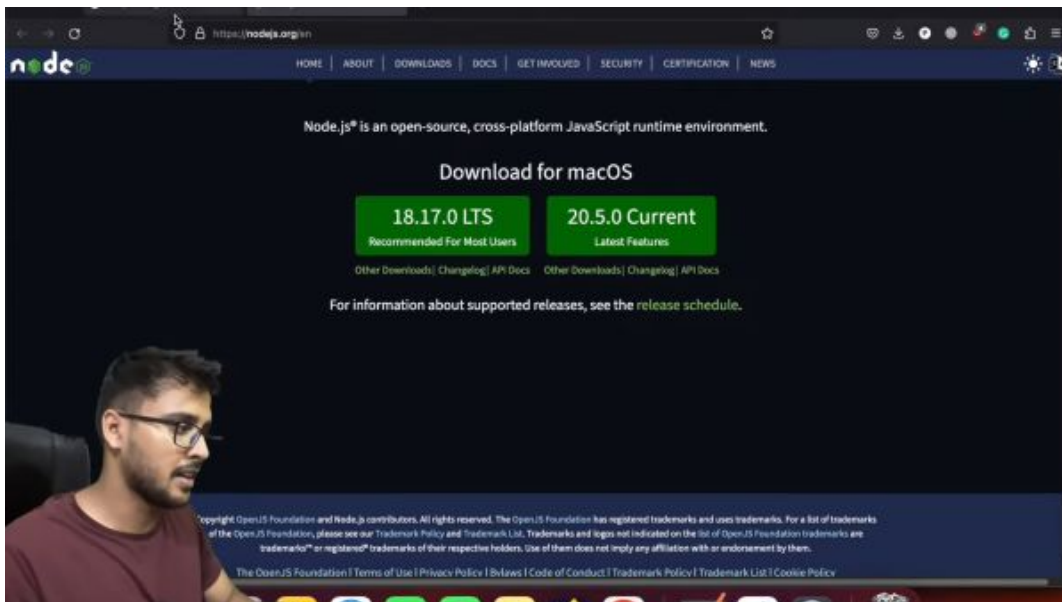 https://nodejs.org/en
node
HOME | ABOUT | DOWNLOADS | DOCS | GET INVOLVED | SECURITY | CERTIFICATION | NEWS
Node.js® is an open-source, cross-platform JavaScript runtime environment.
Download for macOS
18.17.0 LTS
Recommended For Most Users
20.5.0 Current
Latest Features
Other Downloads | Changelog | API Docs
Other Downloads | Changelog | API Docs
For information about supported releases, see the release schedule.
Copyright OpenJS Foundation and Node.js contributors. All rights reserved. The OpenJS Foundation has registered trademarks and uses trademarks. For a list of trademarks
of the OpenJS Foundation, please see our Trademark Policy and Trademark List. Trademarks and logos not indicated on the list of OpenJS Foundation trademarks are
trademarks™ or registered® trademarks of their respective holders. Use of them does not imply any affiliation with or endorsement by them.
The OpenJS Foundation | Terms of Use | Privacy Policy | Bylaws | Code of Conduct | Trademark Policy | Trademark List | Cookie Policy